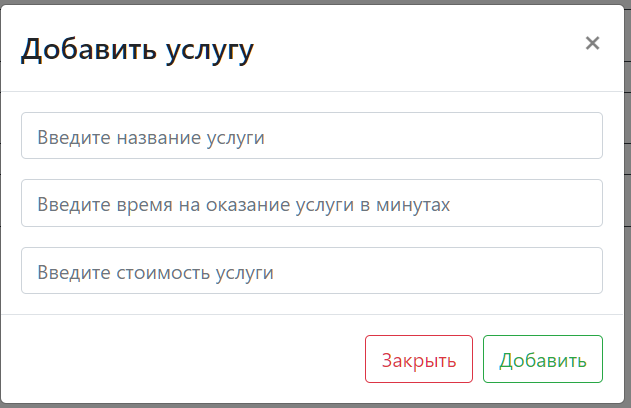 Добавить услугу
×
Введите название услуги
Введите время на оказание услуги в минутах
Введите стоимость услуги
Закрыть
Добавить